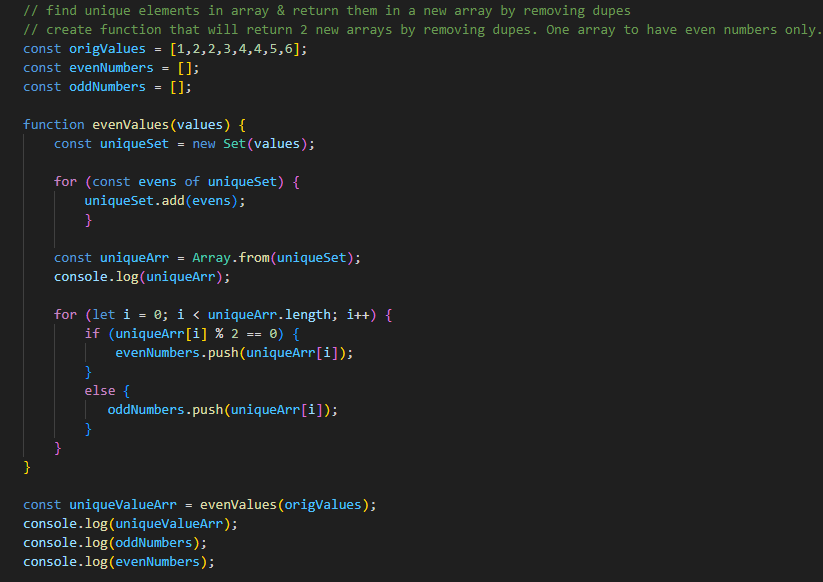 // find unique elements in array & return them in a new array by removing dupes
// create function that will return 2 new arrays by removing dupes. One array to have even numbers only.
const origValues = [1,2,2,3,4,4,5,6];
const evenNumbers = [];
const oddNumbers = [];
function evenValues(values) {
const uniqueSet = new Set(values);
for (const evens of uniqueSet) {
uniqueSet.add(evens);
}
const uniqueArr = Array.from(uniqueSet);
console.log(uniqueArr);
for (let i = 0; i < uniqueArr.length; i++) {
if (uniqueArr[i] % 2 == 0) {
evenNumbers.push(uniqueArr[i]);
}
else {
oddNumbers.push(uniqueArr[i]);
}
}
}
const uniqueValueArr = evenValues(origValues);
console.log(uniqueValueArr);
console.log(oddNumbers);
console.log(evenNumbers);